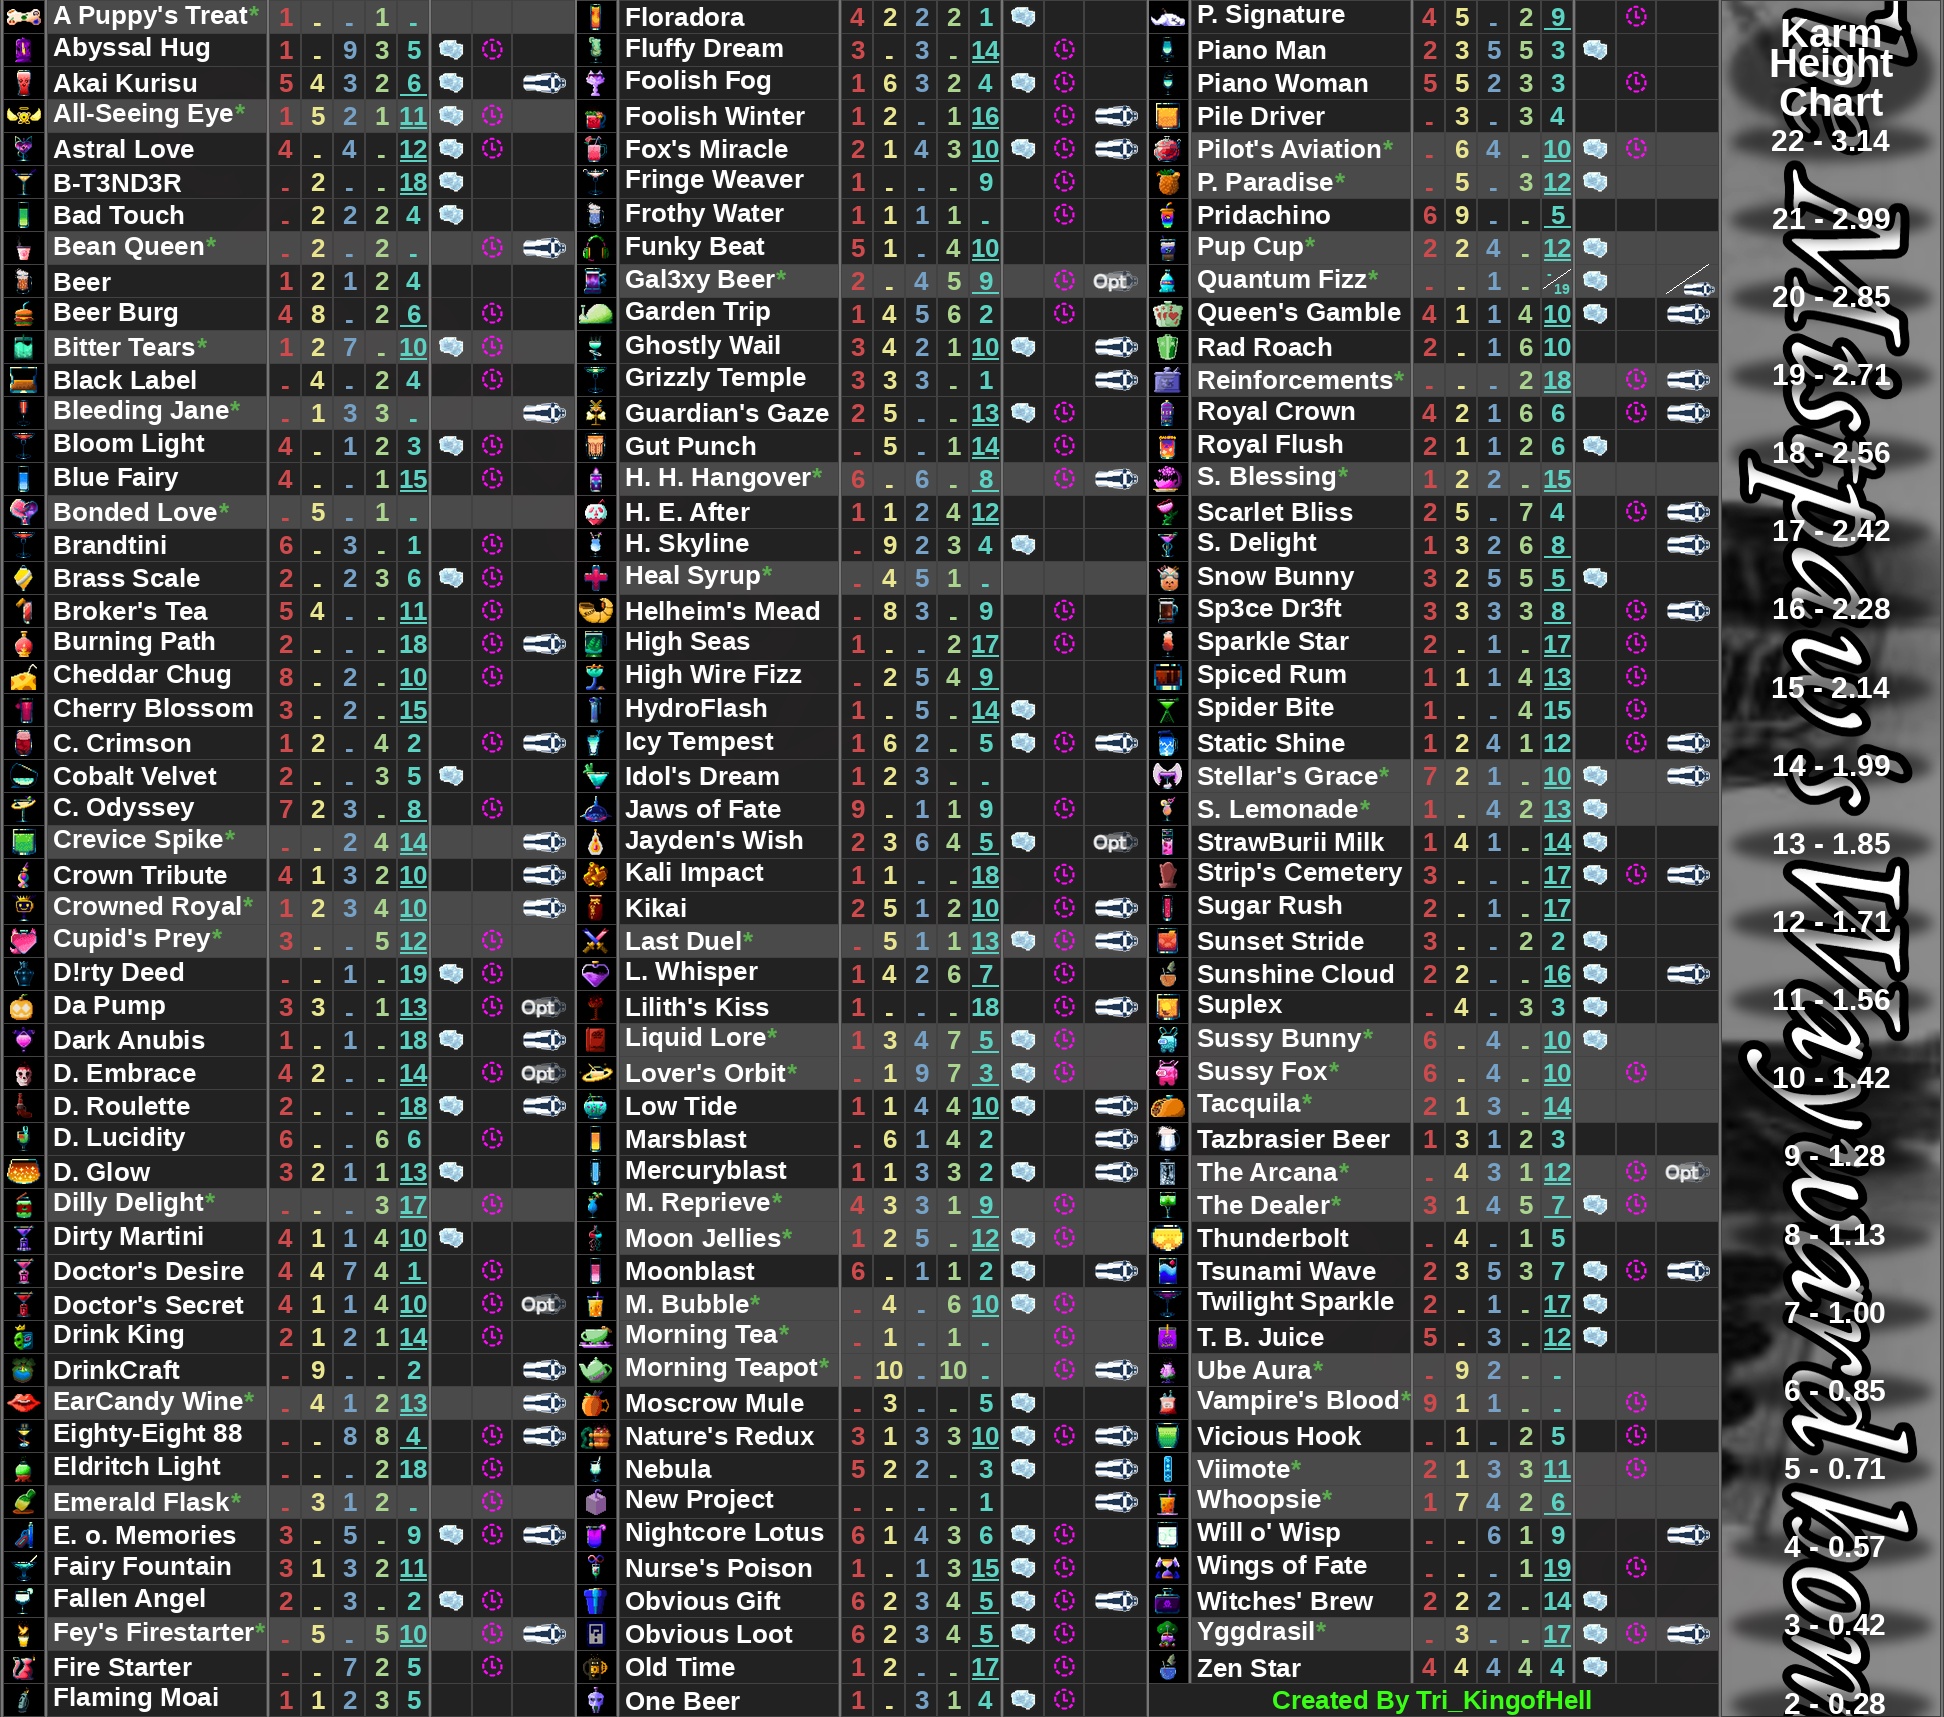 A Puppy's Treat* 1 - - 1 -
Abyssal Hug 1 - 9 3 5
Akai Kurisu 5 4 3 2 6
All-Seeing Eye* 1 5 2 1 11
Astral Love 4 - 4 - 12
B-T3ND3R - 2 - - 18
Bad Touch - 2 2 2 4
Bean Queen* - 2 - 2 -
Beer 1 2 1 2 4
Beer Burg 4 8 - 2 6
Bitter Tears* 1 2 7 - 10
Black Label - 4 - 2 4
Bleeding Jane* - 1 3 3 -
Bloom Light 4 - 1 2 3
Blue Fairy 4 - - 1 15
Bonded Love* - 5 - 1 -
Brandtini 6 - 3 - 1
Brass Scale 2 - 2 3 6
Broker's Tea 5 4 - - 11
Burning Path 2 - - - 18
Cheddar Chug 8 - 2 - 10
Cherry Blossom 3 - 2 - 15
C. Crimson 1 2 - 4 2
Cobalt Velvet 2 - - 3 5
C. Odyssey 7 2 3 - 8
Crevice Spike* - - 2 4 14
Crown Tribute 4 1 3 2 10
Crowned Royal* 1 2 3 4 10
Cupid's Prey* 3 - - 5 12
D!rty Deed - - 1 - 19
Da Pump 3 3 - 1 13 Opt
Dark Anubis 1 - 1 - 18
D. Embrace 4 2 - - 14 Opt
D. Roulette 2 - - - 18
D. Lucidity 6 - - 6 6
D. Glow 3 2 1 1 13
Dilly Delight* - - - 3 17
Dirty Martini 4 1 1 4 10
Doctor's Desire 4 4 7 4 1
Doctor's Secret 4 1 1 4 10 Opt
Drink King 2 1 2 1 14
DrinkCraft - 9 - - 2
EarCandy Wine* - 4 1 2 13
Eighty-Eight 88 - - 8 8 4
Eldritch Light - - - 2 18
Emerald Flask* - 3 1 2 -
E. o. Memories 3 - 5 - 9
Fairy Fountain 3 1 3 2 11
Fallen Angel 2 - 3 - 2
Fey's Firestarter* - 5 - 5 10
Fire Starter - - 7 2 5
Flaming Moai 1 1 2 3 5
Floradora 4 2 2 2 1
Fluffy Dream 3 - 3 - 14
Foolish Fog 1 6 3 2 4
Foolish Winter 1 2 - 1 16
Fox's Miracle 2 1 4 3 10
Fringe Weaver 1 - - - 9
Frothy Water 1 1 1 1 -
Funky Beat 5 1 - 4 10
Gal3xy Beer* 2 - 4 5 9 Opt
Garden Trip 1 4 5 6 2
Ghostly Wail 3 4 2 1 10
Grizzly Temple 3 3 3 - 1
Guardian's Gaze 2 5 - - 13
Gut Punch - 5 - 1 14
H. H. Hangover* 6 - 6 - 8
H. E. After 1 1 2 4 12
H. Skyline - 9 2 3 4
Heal Syrup* - 4 5 1 -
Helheim's Mead - 8 3 - 9
High Seas 1 - - 2 17
High Wire Fizz - 2 5 4 9
HydroFlash 1 - 5 - 14
Icy Tempest 1 6 2 - 5
Idol's Dream 1 2 3 - -
Jaws of Fate 9 - 1 1 9
Jayden's Wish 2 3 6 4 5 Opt
Kali Impact 1 1 - - 18
Kikai 2 5 1 2 10
Last Duel* - 5 1 1 13
L. Whisper 1 4 2 6 7
Lilith's Kiss 1 - - - 18
Liquid Lore* 1 3 4 7 5
Lover's Orbit* - 1 9 7 3
Low Tide 1 1 4 4 10
Marsblast - 6 1 4 2
Mercuryblast 1 1 3 3 2
M. Reprieve* 4 3 3 1 9
Moon Jellies* 1 2 5 - 12
Moonblast 6 - 1 1 2
M. Bubble* - 4 - 6 10
Morning Tea* - 1 - 1 -
Morning Teapot* - 10 - 10 -
Moscrow Mule - 3 - - 5
Nature's Redux 3 1 3 3 10
Nebula 5 2 2 - 3
New Project - - - - 1
Nightcore Lotus 6 1 4 3 6
Nurse's Poison 1 - 1 3 15
Obvious Gift 6 2 3 4 5
Obvious Loot 6 2 3 4 5
Old Time 1 2 - - 17
One Beer 1 - 3 1 4
P. Signature 4 5 - 2 9
Piano Man 2 3 5 5 3
Piano Woman 5 5 2 3 3
Pile Driver - 3 - 3 4
Pilot's Aviation* - 6 4 - 10
P. Paradise* - 5 - 3 12
Pridachino 6 9 - - 5
Pup Cup* 2 2 4 - 12
Quantum Fizz* - - 1 - -/19
Queen's Gamble 4 1 1 4 10
Rad Roach 2 - 1 6 10
Reinforcements* - - - 2 18
Royal Crown 4 2 1 6 6
Royal Flush 2 1 1 2 6
S. Blessing* 1 2 2 - 15
Scarlet Bliss 2 5 - 7 4
S. Delight 1 3 2 6 8
Snow Bunny 3 2 5 5 5
Sp3ce Dr3ft 3 3 3 3 8
Sparkle Star 2 - 1 - 17
Spiced Rum 1 1 1 4 13
Spider Bite 1 - - 4 15
Static Shine 1 2 4 1 12
Stellar's Grace* 7 2 1 - 10
S. Lemonade* 1 - 4 2 13
StrawBurii Milk 1 4 1 - 14
Strip's Cemetery 3 - - - 17
Sugar Rush 2 - 1 - 17
Sunset Stride 3 - - 2 2
Sunshine Cloud 2 2 - - 16
Suplex - 4 - 3 3
Sussy Bunny* 6 - 4 - 10
Sussy Fox* 6 - 4 - 10
Tacquila* 2 1 3 - 14
Tazbrasier Beer 1 3 1 2 3
The Arcana* - 4 3 1 12 Opt
The Dealer* 3 1 4 5 7
Thunderbolt - 4 - 1 5
Tsunami Wave 2 3 5 3 7
Twilight Sparkle 2 - 1 - 17
T. B. Juice 5 - 3 - 12
Ube Aura* - 9 2 - -
Vampire's Blood* 9 1 1 - -
Vicious Hook - 1 - 2 5
Viimote* 2 1 3 3 11
Whoopsie* 1 7 4 2 6
Will o' Wisp - - 6 1 9
Wings of Fate - - - 1 19
Witches' Brew 2 2 2 - 14
Yggdrasil* - 3 - - 17
Zen Star 4 4 4 4 4
Created By Tri_KingofHell
Karm
Height
Chart
22 - 3.14
21 - 2.99
20 - 2.85
19 - 2.71
18 - 2.56
17 - 2.42
16 - 2.28
15 - 2.14
14 - 1.99
13 - 1.85
12 - 1.71
11 - 1.56
10 - 1.42
9 - 1.28
8 - 1.13
7 - 1.00
6 - 0.85
5 - 0.71
4 - 0.57
3 - 0.42
2 - 0.28
The Mistpaw's Wayward Room